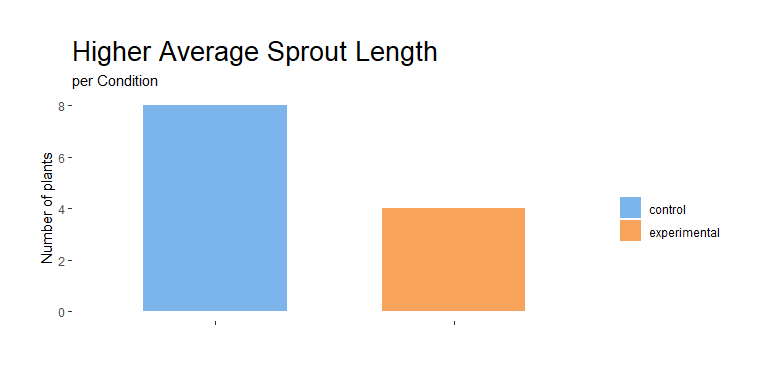 Higher Average Sprout Length
per Condition
Number of plants
8
6
4
2
0
control
experimental